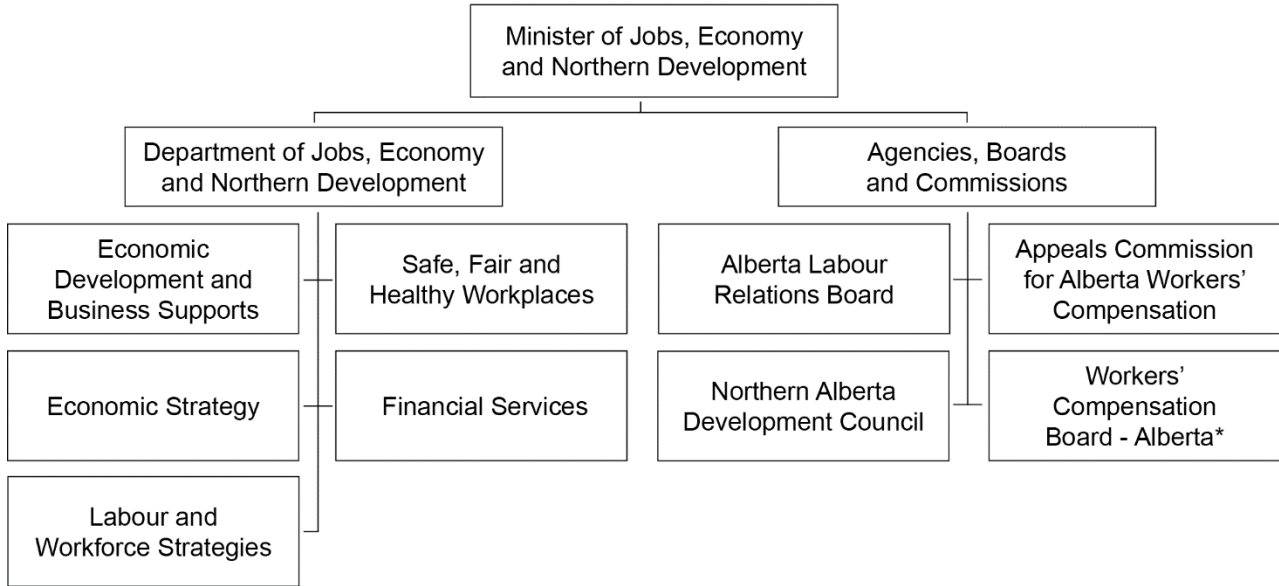 Minister of Jobs, Economy
and Northern Development
Department of Jobs, Economy
and Northern Development
Agencies, Boards
and Commissions
Economic
Development and
Business Supports
Safe, Fair and
Healthy Workplaces
Alberta Labour
Relations Board
Appeals Commission
for Alberta Workers’
Compensation
Economic Strategy
Financial Services
Northern Alberta
Development Council
Workers’
Compensation
Board - Alberta*
Labour and
Workforce Strategies